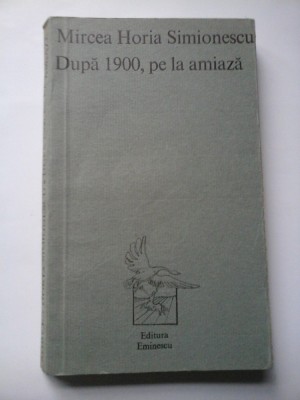 Mircea Horia Simionescu
După 1900, pe la amiază
Editura
Eminescu